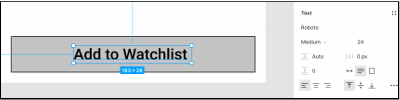 Text
Roboto
Medium
24
Auto
|A| 0 px
0
Add to Watchlist
183 × 28